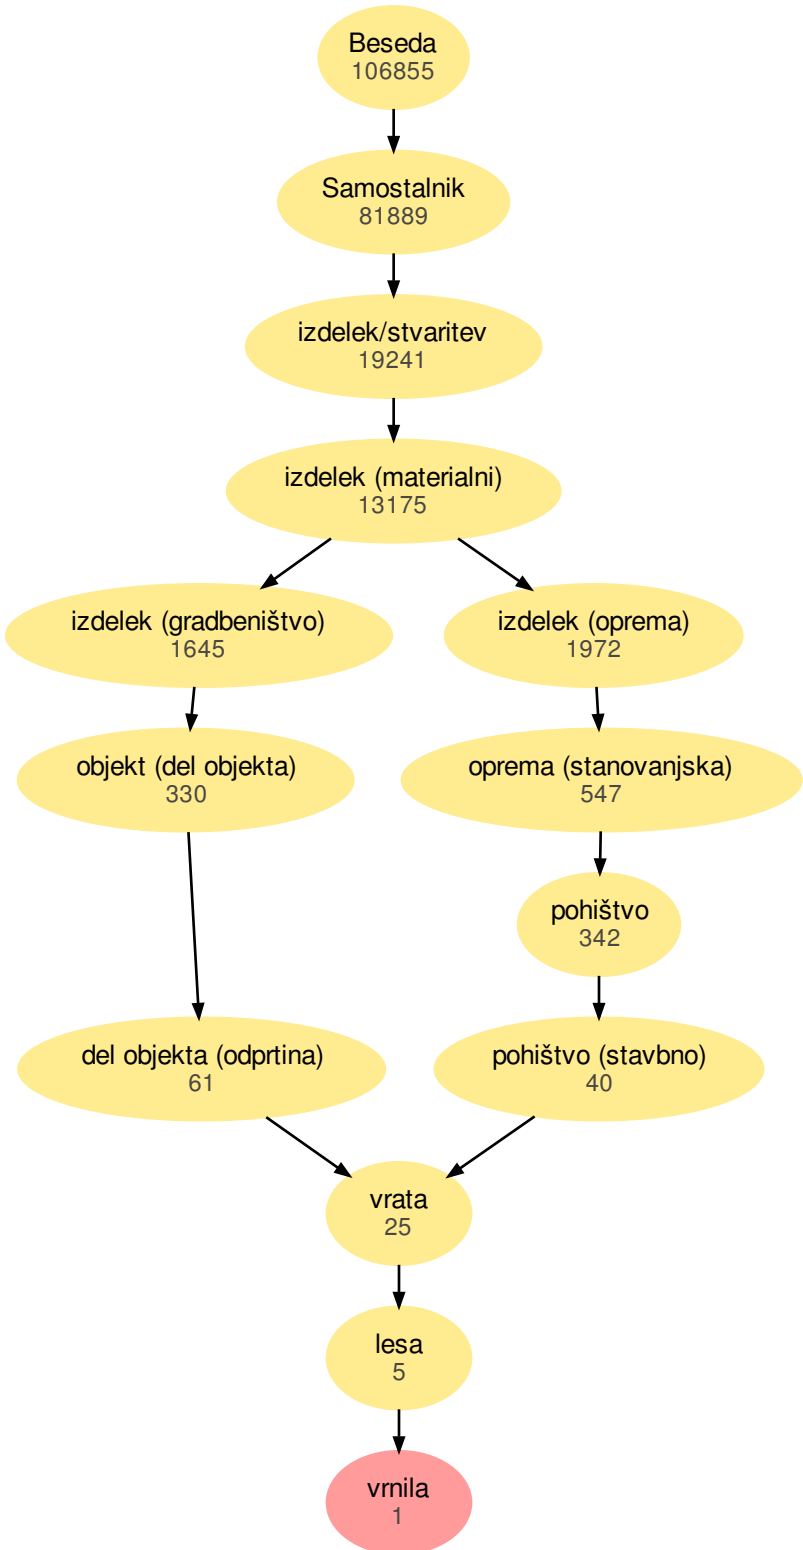 Beseda
106855
Samostalnik
81889
izdelek/stvaritev
19241
izdelek (materialni)
13175
izdelek (gradbeništvo)
1645
izdelek (oprema)
1972
objekt (del objekta)
330
oprema (stanovanjska)
547
pohištvo
342
del objekta (odprtina)
61
pohištvo (stavbno)
40
vrata
25
lesa
5
vrnila
1